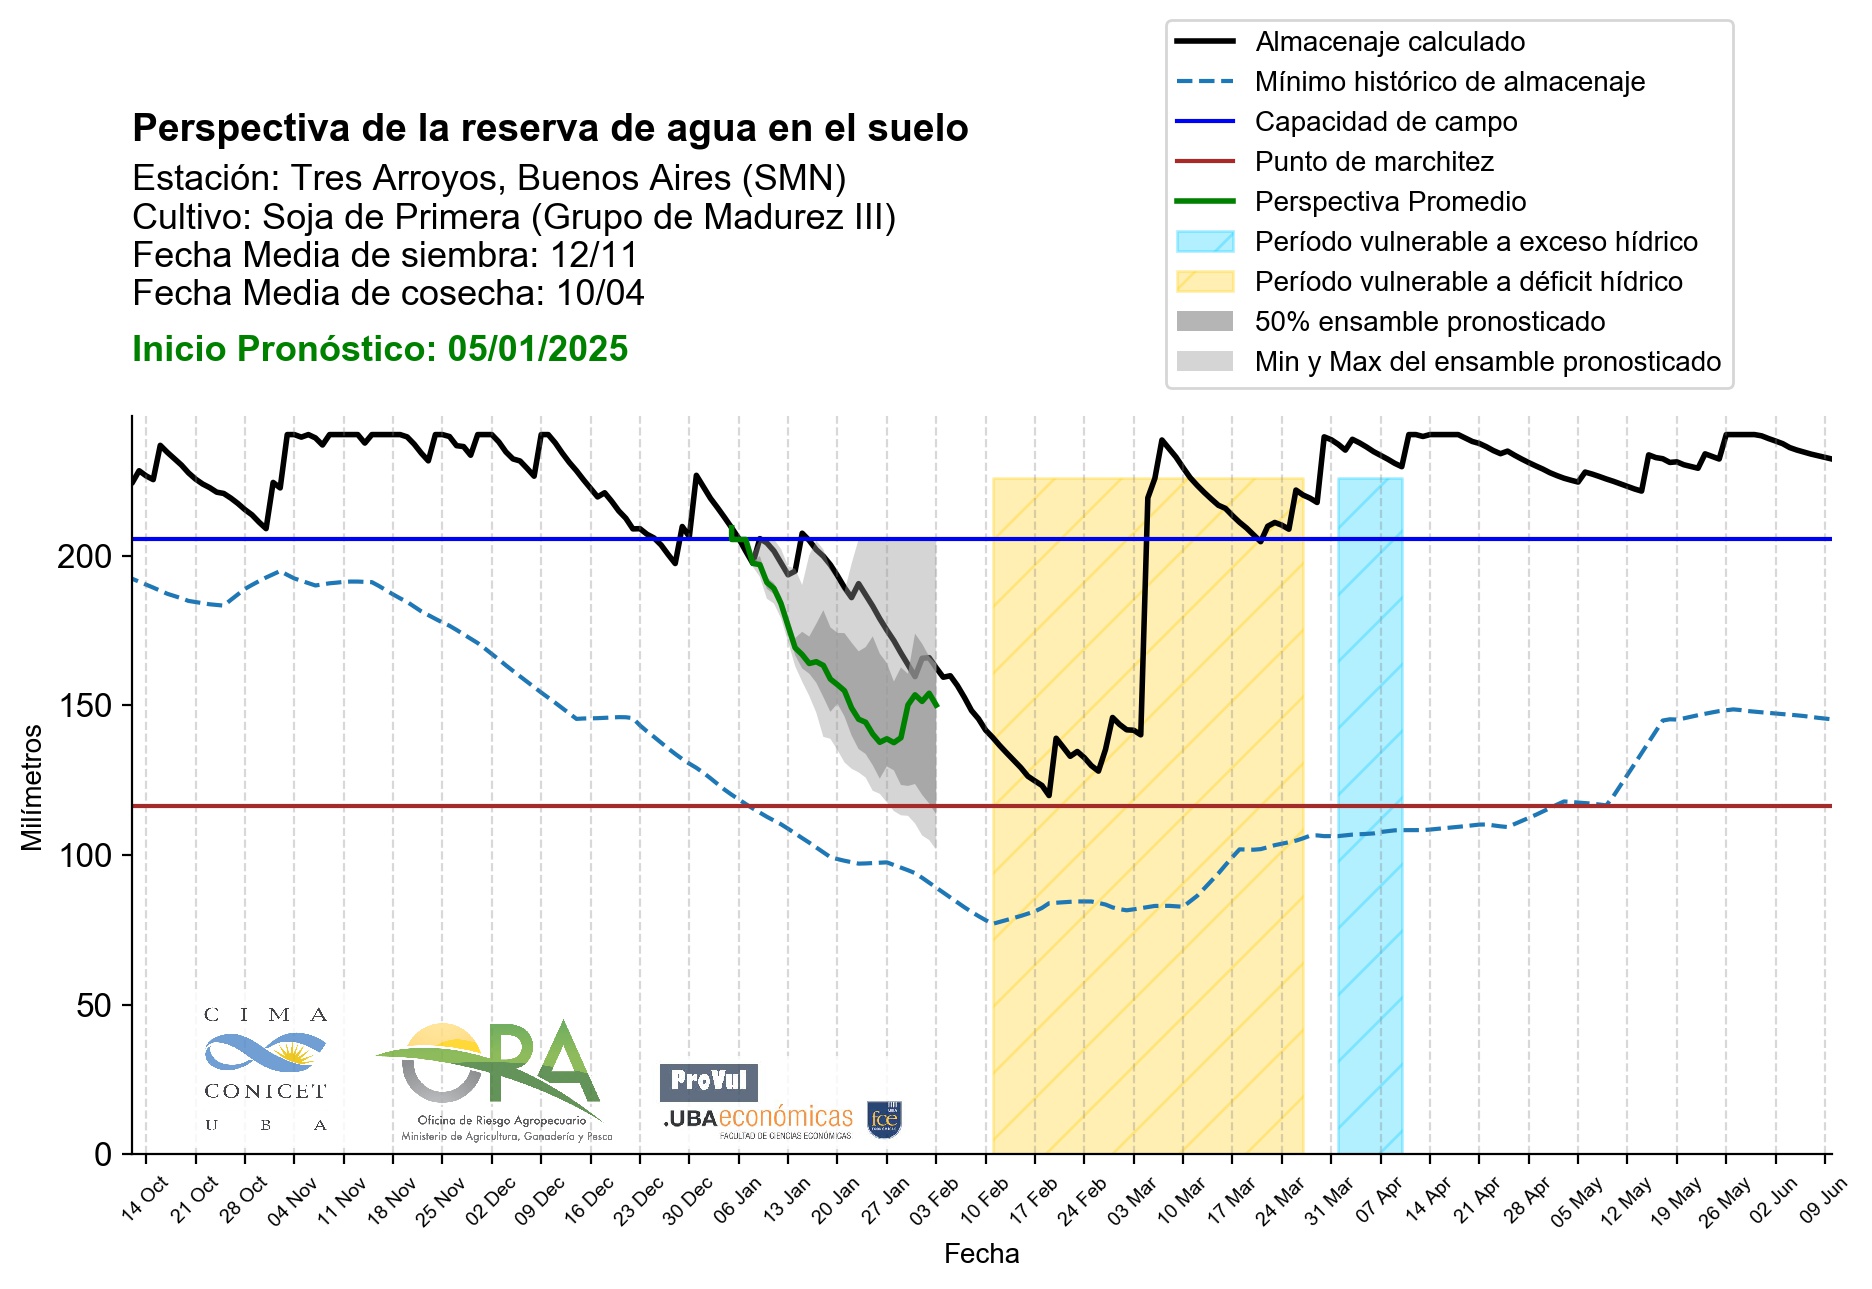 Almacenaje calculado
Mínimo histórico de almacenaje
Capacidad de campo
Punto de marchitez
Perspectiva Promedio
Período vulnerable a exceso hídrico
Período vulnerable a déficit hídrico
50% ensamble pronosticado
Min y Max del ensamble pronosticado
Perspectiva de la reserva de agua en el suelo
Estación: Tres Arroyos, Buenos Aires (SMN)
Cultivo: Soja de Primera (Grupo de Madurez III)
Fecha Media de siembra: 12/11
Fecha Media de cosecha: 10/04
Inicio Pronóstico: 05/01/2025
Milímetros
200
150
100
50
0
CIMA
CONICET
UBA
ORA
Oficina de Riesgo Agropecuario
Ministerio de Agricultura, Ganadería y Pesca
ProVul
.UBAeconómicas
FACULTAD DE CIENCIAS ECONÓMICAS
UBA
fce
ECONÓMICAS
14 Oct
21 Oct
28 Oct
04 Nov
11 Nov
18 Nov
25 Nov
02 Dec
09 Dec
16 Dec
23 Dec
30 Dec
06 Jan
13 Jan
20 Jan
27 Jan
03 Feb
10 Feb
17 Feb
24 Feb
03 Mar
10 Mar
17 Mar
24 Mar
31 Mar
07 Apr
14 Apr
21 Apr
28 Apr
05 May
12 May
19 May
26 May
02 Jun
09 Jun
Fecha